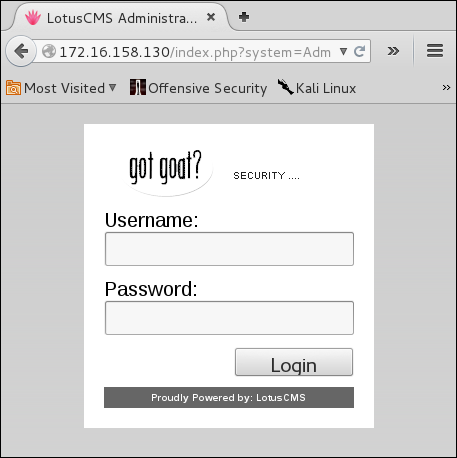 LotusCMS Administra...
172.16.158.130/index.php?system=Adm
Most Visited
Offensive Security
Kali Linux
got goat?
SECURITY ....
Username:
Password:
Login
Proudly Powered by: LotusCMS